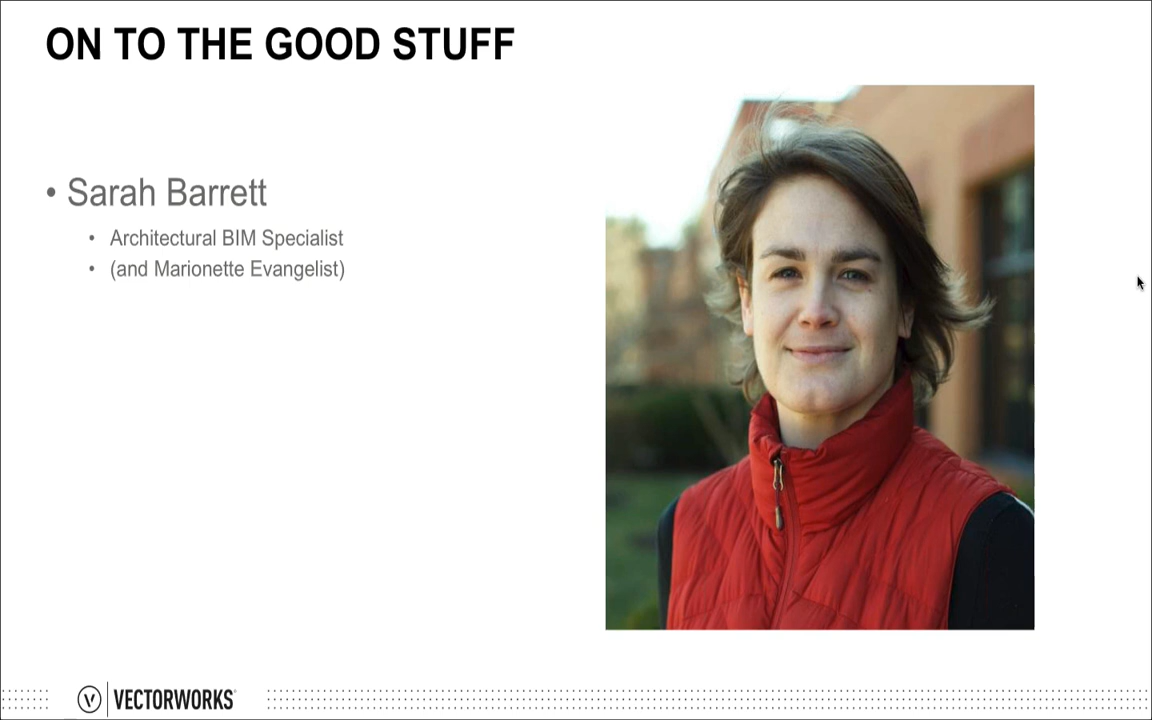 ON TO THE GOOD STUFF
• Sarah Barrett
• Architectural BIM Specialist
• (and Marionette Evangelist)
V VECTORWORKS